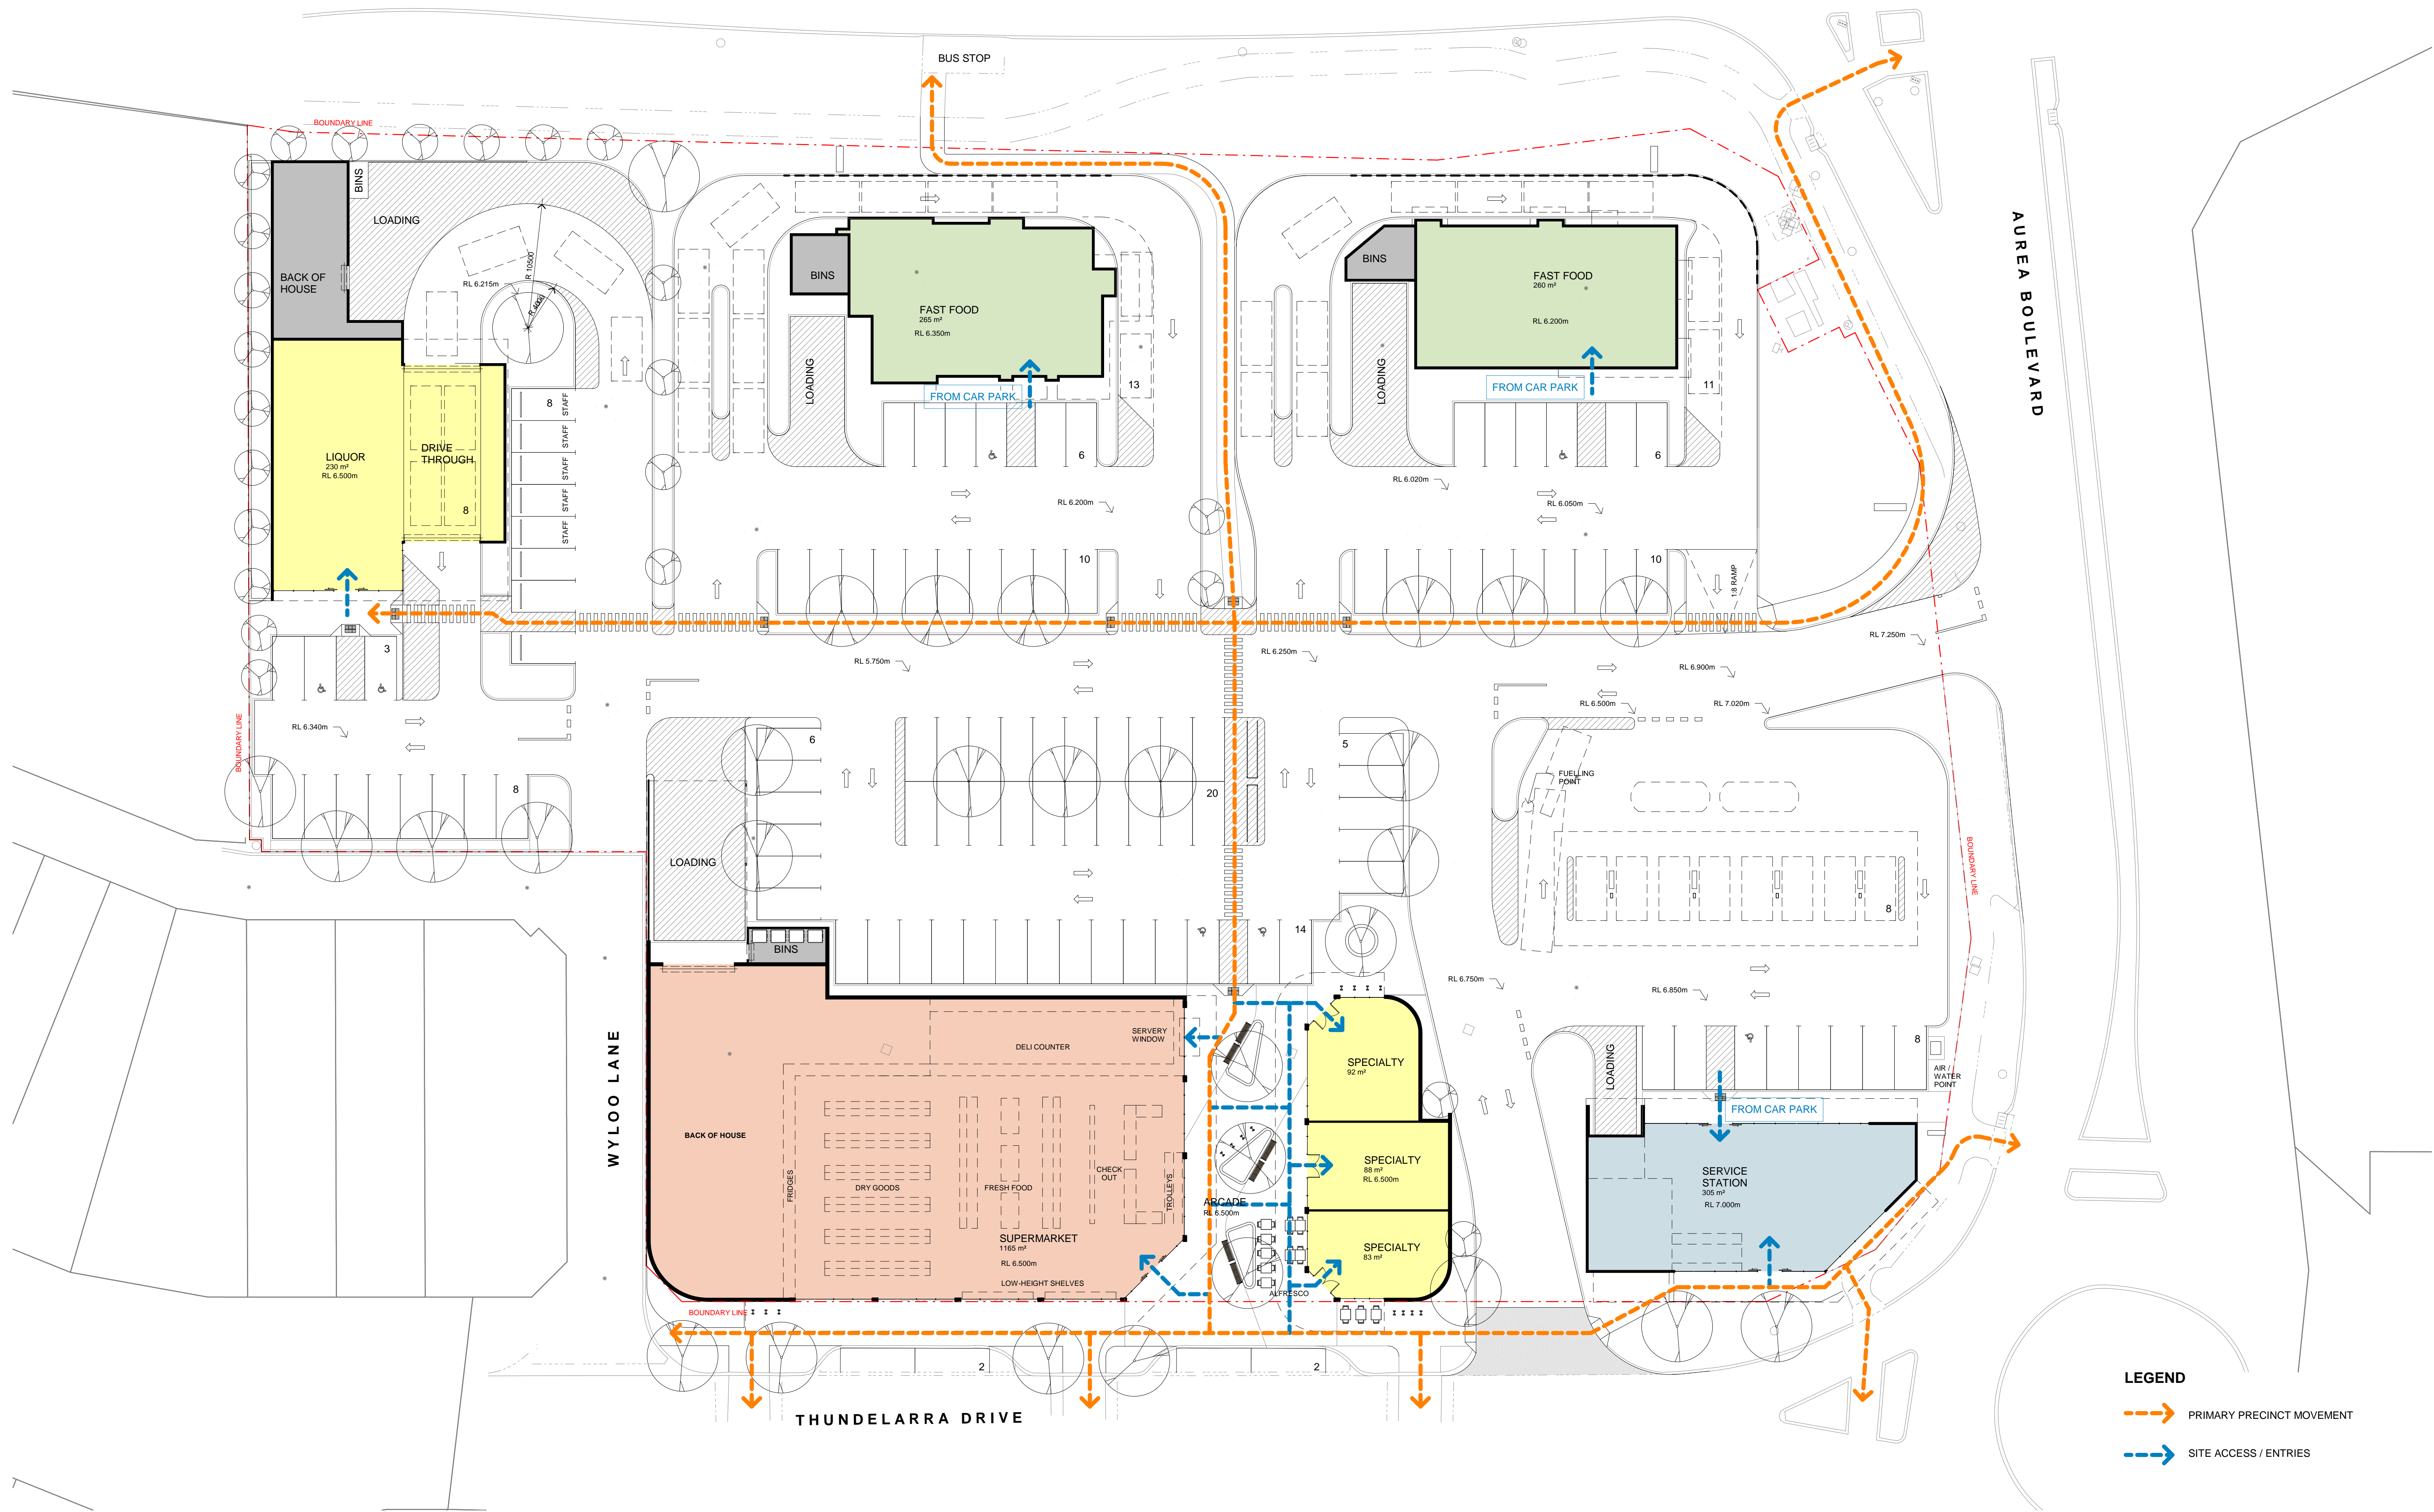 BUS STOP
BOUNDARY LINE
BINS
LOADING
BACK OF
HOUSE
R 10500
R 4000
RL 6.215m
BINS
FAST FOOD
265 m²
RL 6.350m
LOADING
FROM CAR PARK
13
6
BINS
FAST FOOD
260 m²
RL 6.200m
LOADING
FROM CAR PARK
11
6
AUREA BOULEVARD
LIQUOR
230 m²
RL 6.500m
DRIVE
THROUGH
8
8
STAFF
STAFF
STAFF
STAFF
STAFF
RL 6.200m
RL 6.020m
RL 6.050m
10
10
1:8 RAMP
3
RL 5.750m
RL 6.250m
RL 6.900m
RL 7.250m
RL 6.500m
RL 7.020m
BOUNDARY LINE
RL 6.340m
8
6
5
20
FUELLING
POINT
LOADING
BOUNDARY LINE
8
14
BINS
RL 6.750m
RL 6.850m
WYLOO LANE
SERVERY
WINDOW
DELI COUNTER
SPECIALTY
92 m²
LOADING
8
AIR /
WATER
POINT
FROM CAR PARK
BACK OF HOUSE
FRIDGES
DRY GOODS
FRESH FOOD
CHECK
OUT
TROLLEYS
ARCADE
RL 6.500m
SPECIALTY
88 m²
RL 6.500m
SERVICE
STATION
305 m²
RL 7.000m
SUPERMARKET
1165 m²
RL 6.500m
LOW-HEIGHT SHELVES
SPECIALTY
83 m²
ALFRESCO
BOUNDARY LINE
2
2
THUNDELARRA DRIVE
LEGEND
PRIMARY PRECINCT MOVEMENT
SITE ACCESS / ENTRIES